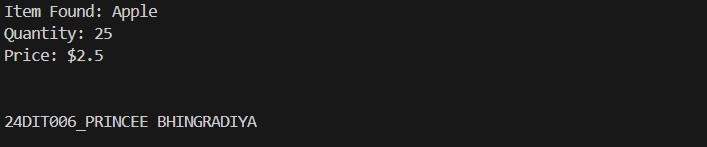 Item Found: Apple
Quantity: 25
Price: $2.5
24DIT006_PRINCEE BHINGRADIYA